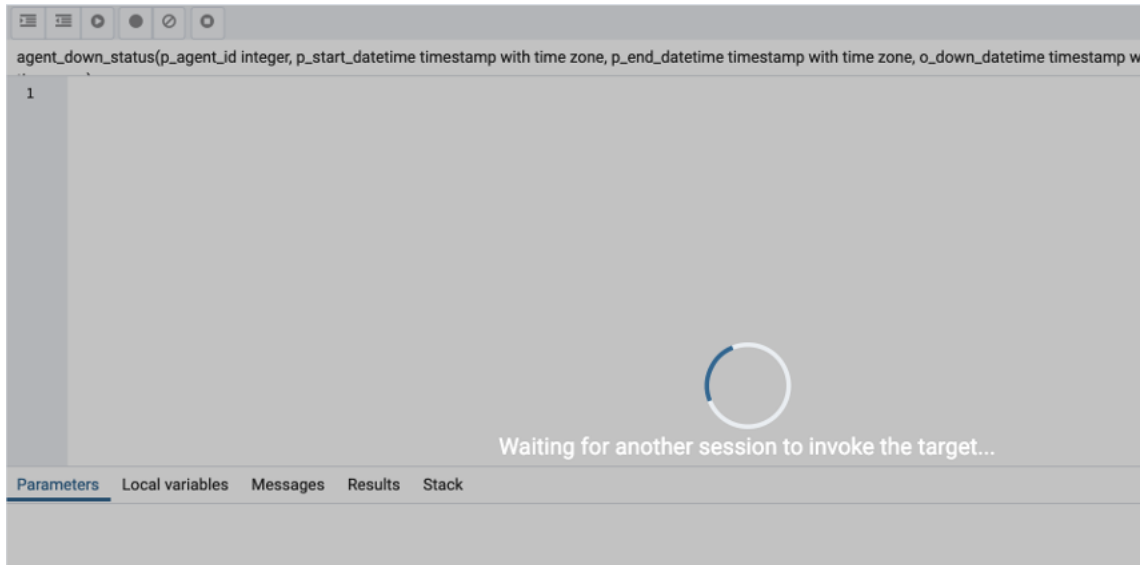 agent_down_status(p_agent_id integer, p_start_datetime timestamp with time zone, p_end_datetime timestamp with time zone, o_down_datetime timestamp w
1
Waiting for another session to invoke the target...
Parameters Local variables Messages Results Stack